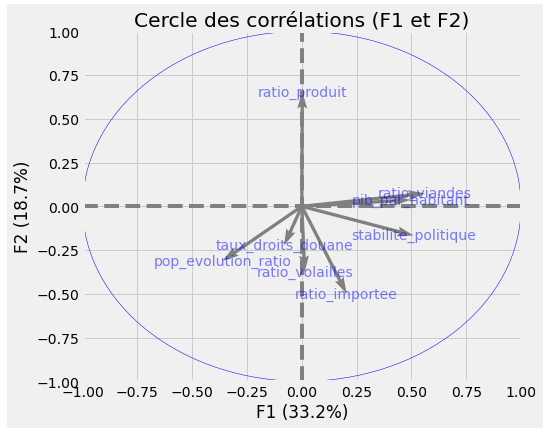 Cercle des corrélations (F1 et F2)
1.00
0.75
0.50
0.25
0.00
−0.25
−0.50
−0.75
−1.00
F2 (18.7%)
ratio_produit
ratio_viandes
pib_par_habitant
stabilite_politique
taux_droits_douane
pop_evolution_ratio
ratio_volailles
ratio_importee
−1.00 −0.75 −0.50 −0.25 0.00 0.25 0.50 0.75 1.00
F1 (33.2%)